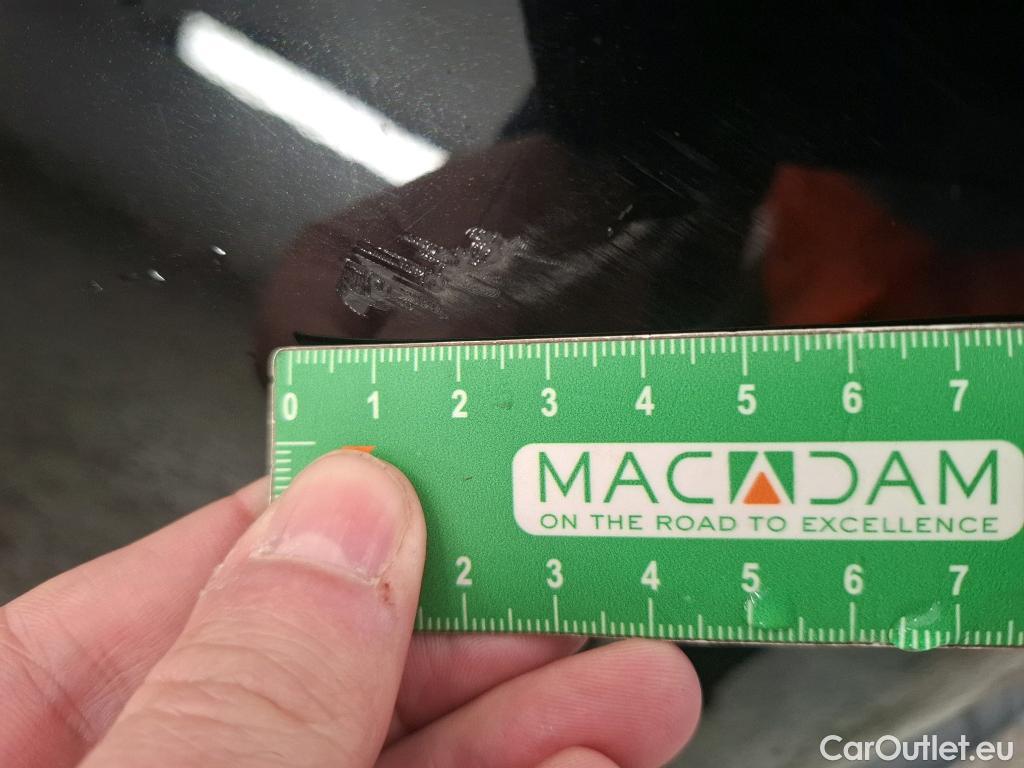 0 1 2 3 4 5 6 7
MACADAM
ON THE ROAD TO EXCELLENCE
2 3 4 5 6 7
CarOutlet.eu